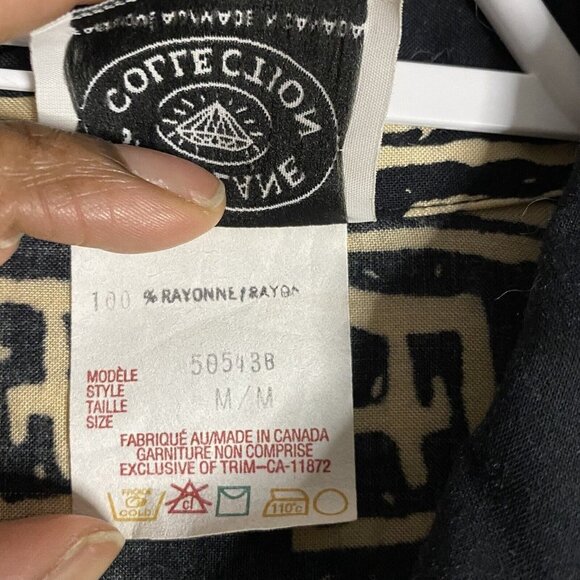 COLLECTION
100 % RAYONNE/RAYON
MODÈLE
STYLE 505438
TAILLE
SIZE M/M
FABRIQUÉ AU/MADE IN CANADA
GARNITURE NON COMPRISE
EXCLUSIVE OF TRIM-CA-11872
COLD
cl
110°c